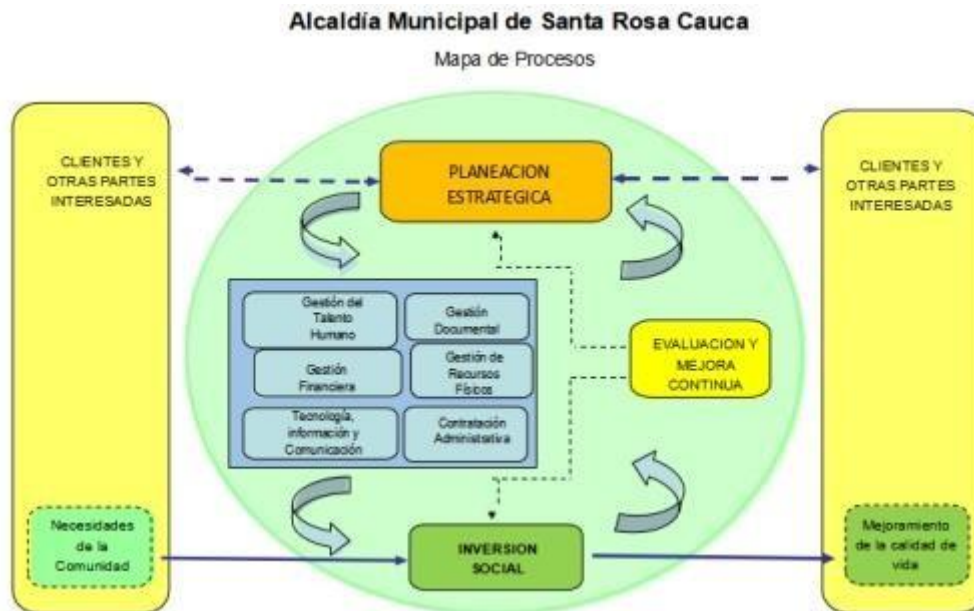 Alcaldía Municipal de Santa Rosa Cauca
Mapa de Procesos
CLIENTES Y
OTRAS PARTES
INTERESADAS
PLANEACION
ESTRATEGICA
CLIENTES Y
OTRAS PARTES
INTERESADAS
Gestión del
Talento
Humano
Gestión
Documental
Gestión
Financiera
Gestión de
Recursos
Físicos
Tecnología,
información y
Comunicación
Contratación
Administrativa
EVALUACION Y
MEJORA
CONTINUA
Necesidades
de la
Comunidad
INVERSION
SOCIAL
Mejoramiento
de la calidad de
vida